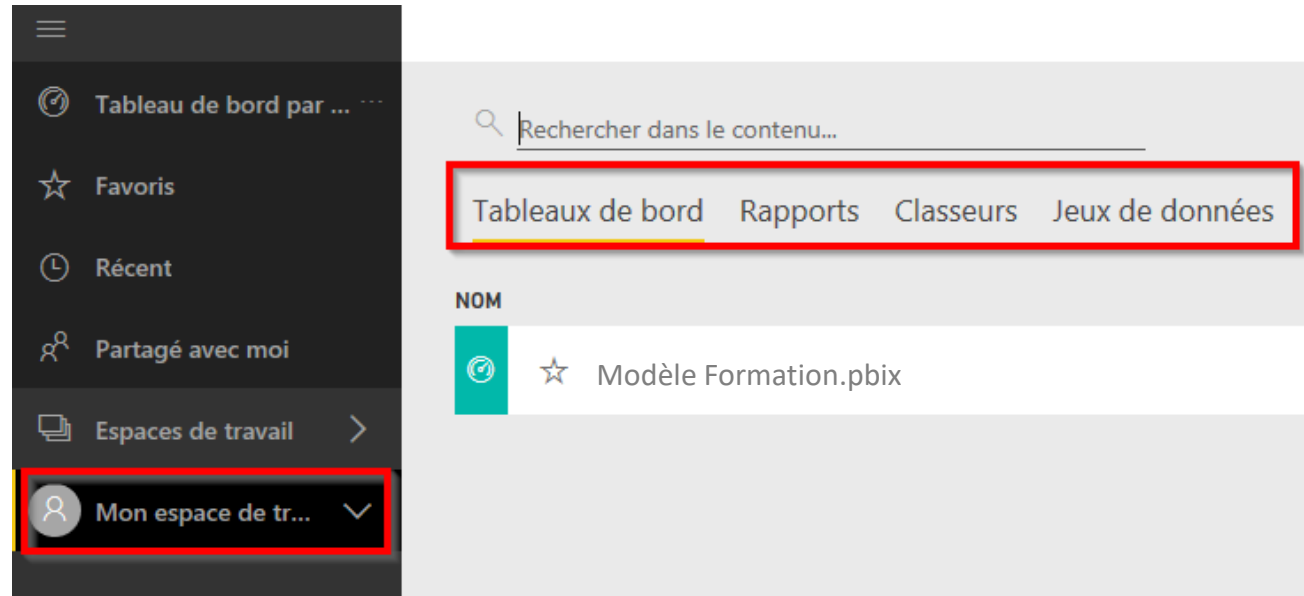 Tableau de bord par ... ...
Favoris
Récent
Partagé avec moi
Espaces de travail
Mon espace de tr...
Rechercher dans le contenu...
Tableaux de bord Rapports Classeurs Jeux de données
NOM
Modèle Formation.pbix